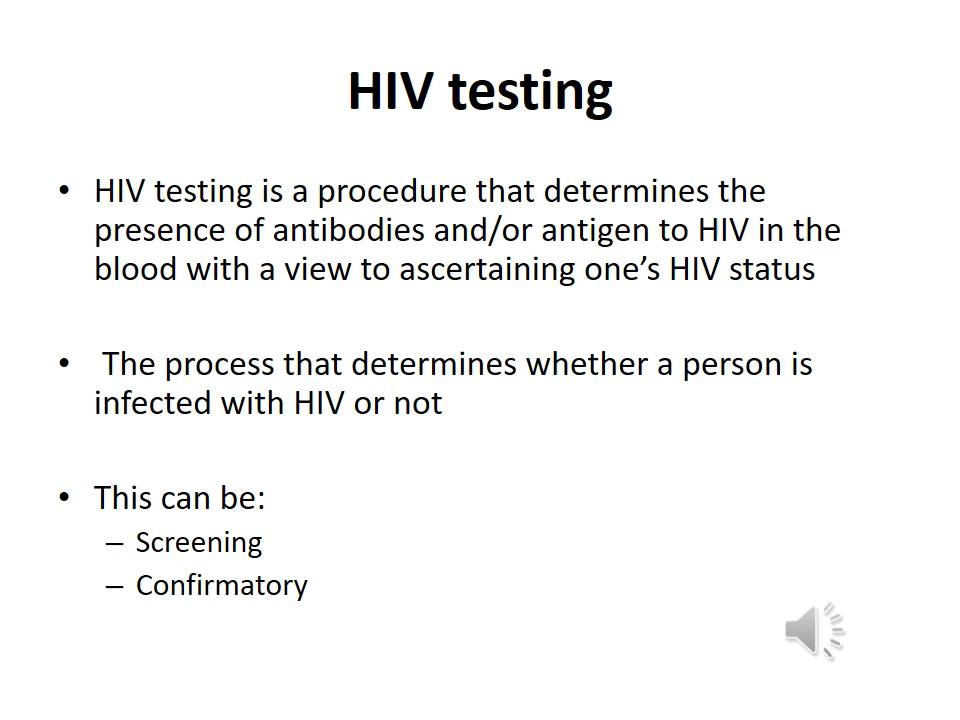 HIV testing
• HIV testing is a procedure that determines the
presence of antibodies and/or antigen to HIV in the
blood with a view to ascertaining one’s HIV status
• The process that determines whether a person is
infected with HIV or not
• This can be:
– Screening
– Confirmatory